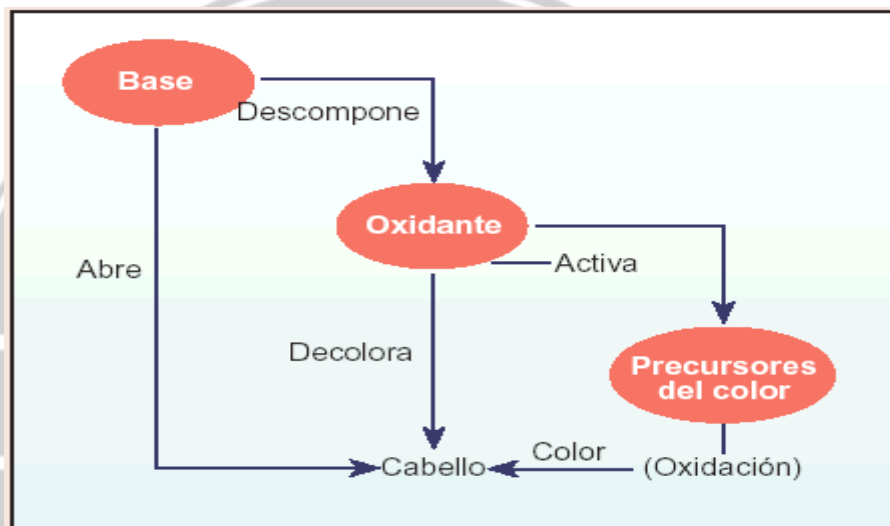 Base
Descompone
Oxidante
Abre
Activa
Decolora
Precursores
del color
Cabello
Color
(Oxidación)